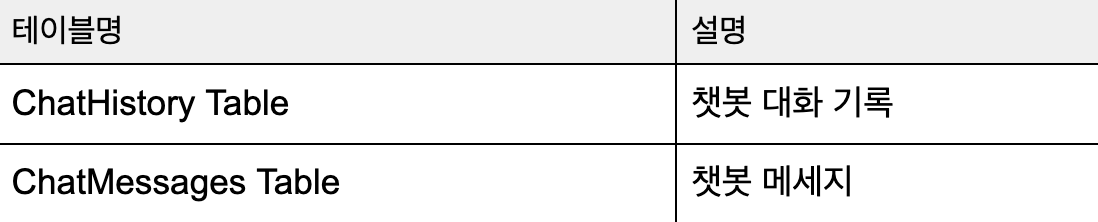 테이블명 설명
ChatHistory Table 챗봇 대화 기록
ChatMessages Table 챗봇 메세지